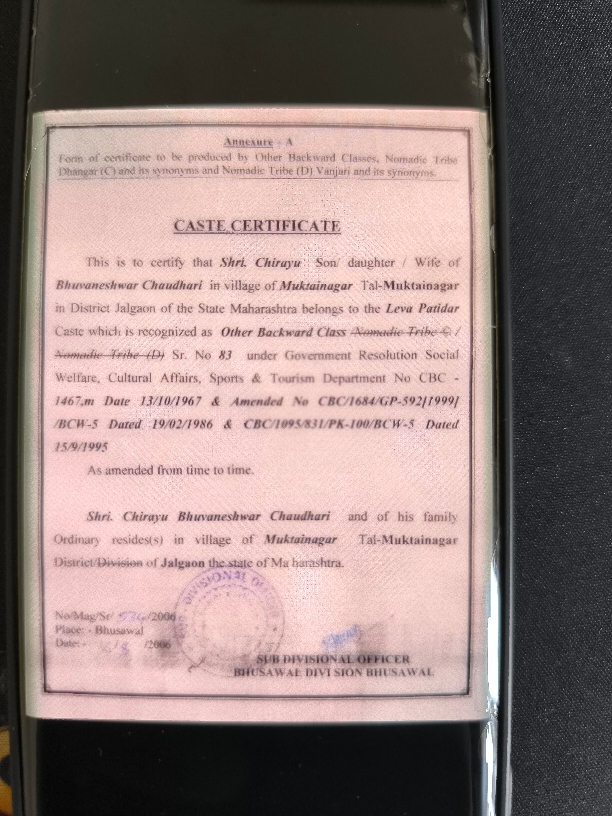 Annexure - A
Form of certificate to be produced by Other Backward Classes, Nomadic Tribe
Dhangar (C) and its synonyms and Nomadic Tribe (D) Vanjari and its synonyms.
CASTE CERTIFICATE
This is to certify that Shri. Chirayu Son/ daughter / Wife of
Bhuvaneshwar Chaudhari in village of Muktainagar Tal-Muktainagar
in District Jalgaon of the State Maharashtra belongs to the Leva Patidar
Caste which is recognized as Other Backward Class Nomadic Tribe C /
Nomadic Tribe (D) Sr. No 83 under Government Resolution Social
Welfare, Cultural Affairs, Sports & Tourism Department No CBC -
1467,m Date 13/10/1967 & Amended No CBC/1684/GP-592[1999]
/BCW-5 Dated 19/02/1986 & CBC/1095/831/PK-100/BCW-5 Dated
15/9/1995
As amended from time to time.
Shri. Chirayu Bhuvaneshwar Chaudhari and of his family
Ordinary resides(s) in village of Muktainagar Tal-Muktainagar
District/Division of Jalgaon the state of Ma harashtra.
DIVISIONAL
No/Mag/Sr/ /2006
Place: - Bhusawal
Date: - /2006
SUB DIVISIONAL OFFICER
BHUSAWAL DIVI SION BHUSAWAL